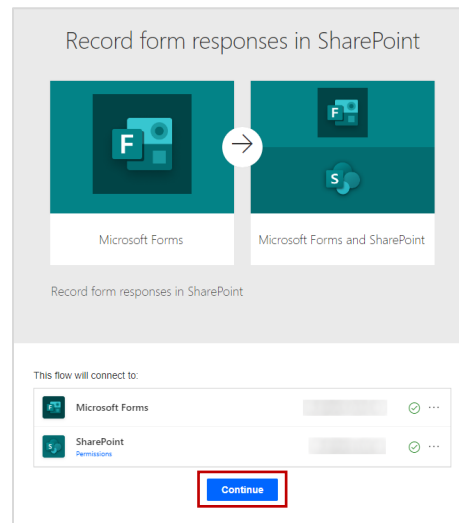 Record form responses in SharePoint
F
F
S
Microsoft Forms
Microsoft Forms and SharePoint
Record form responses in SharePoint
This flow will connect to:
F
Microsoft Forms
S
SharePoint
Permissions
Continue